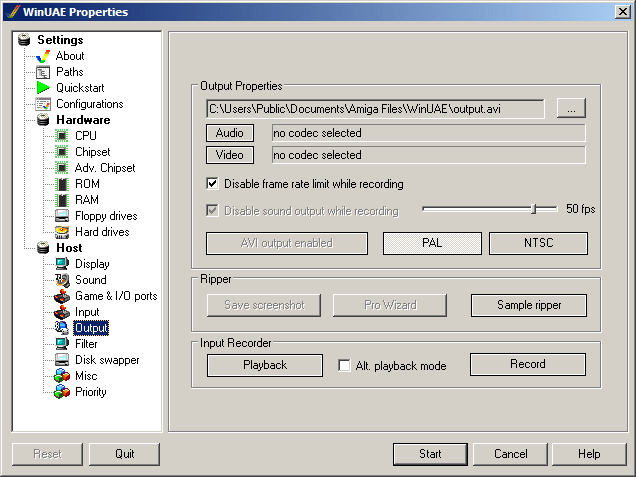 WinUAE Properties
Settings
About
Paths
Quickstart
Configurations
Hardware
CPU
Chipset
Adv. Chipset
ROM
RAM
Floppy drives
Hard drives
Host
Display
Sound
Game & I/O ports
Input
Output
Filter
Disk swapper
Misc
Priority
Output Properties
C:\Users\Public\Documents\Amiga Files\WinUAE\output.avi
...
Audio
no codec selected
Video
no codec selected
Disable frame rate limit while recording
Disable sound output while recording
50 fps
AVI output enabled
PAL
NTSC
Ripper
Save screenshot
Pro Wizard
Sample ripper
Input Recorder
Playback
Alt. playback mode
Record
Reset
Quit
Start
Cancel
Help